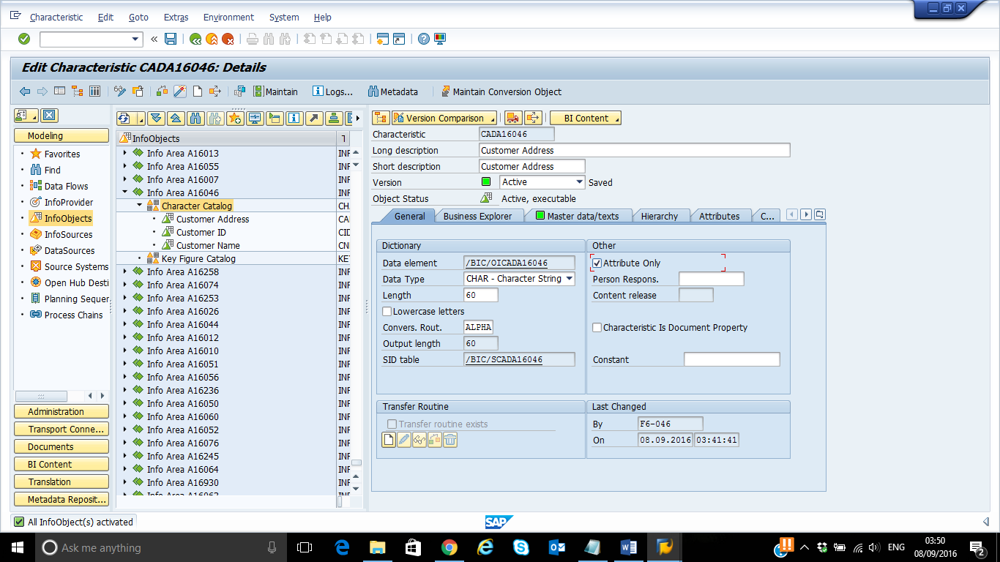 Characteristic Edit Goto Extras Environment System Help
Edit Characteristic CADA16046: Details
Maintain Logs... Metadata Maintain Conversion Object
Modeling
Favorites
Find
Data Flows
InfoProvider
InfoObjects
InfoSources
DataSources
Source Systems
Open Hub Desti
Planning Sequer
Process Chains
Administration
Transport Conne...
Documents
BI Content
Translation
Metadata Reposit...
InfoObjects
Info Area A16013 INF
Info Area A16055 INF
Info Area A16007 INF
Info Area A16046 INF
Character Catalog CH
Customer Address CA
Customer ID CID
Customer Name CN
Key Figure Catalog KE
Info Area A16258 INF
Info Area A16074 INF
Info Area A16253 INF
Info Area A16026 INF
Info Area A16044 INF
Info Area A16012 INF
Info Area A16010 INF
Info Area A16051 INF
Info Area A16056 INF
Info Area A16236 INF
Info Area A16050 INF
Info Area A16060 INF
Info Area A16052 INF
Info Area A16076 INF
Info Area A16245 INF
Info Area A16064 INF
Info Area A16930 INF
Version Comparison BI Content
Characteristic CADA16046
Long description Customer Address
Short description Customer Address
Version Active Saved
Object Status Active, executable
General Business Explorer Master data/texts Hierarchy Attributes C...
Dictionary
Data element /BIC/OICADA16046
Data Type CHAR - Character String
Length 60
Lowercase letters
Convers. Rout. ALPHA
Output length 60
SID table /BIC/SCADA16046
Other
Attribute Only
Person Respons.
Content release
Characteristic Is Document Property
Constant
Transfer Routine
Transfer routine exists
Last Changed
By F6-046
On 08.09.2016 03:41:41
All InfoObject(s) activated
SAP
Ask me anything
ENG
03:50
08/09/2016
2